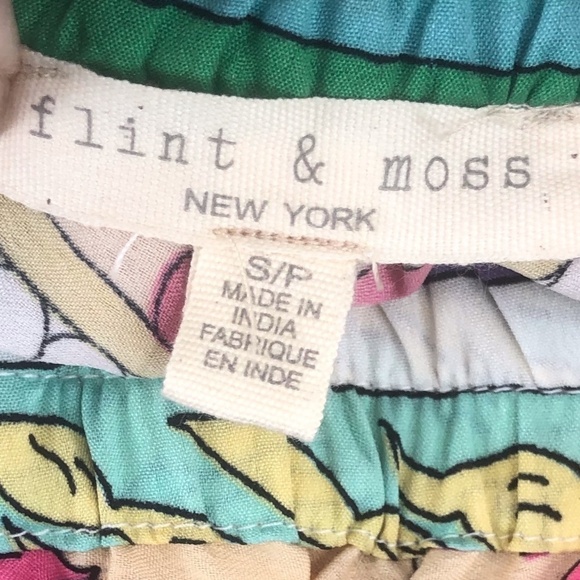 flint & moss
NEW YORK
S/P
MADE IN
INDIA
FABRIQUE
EN INDE